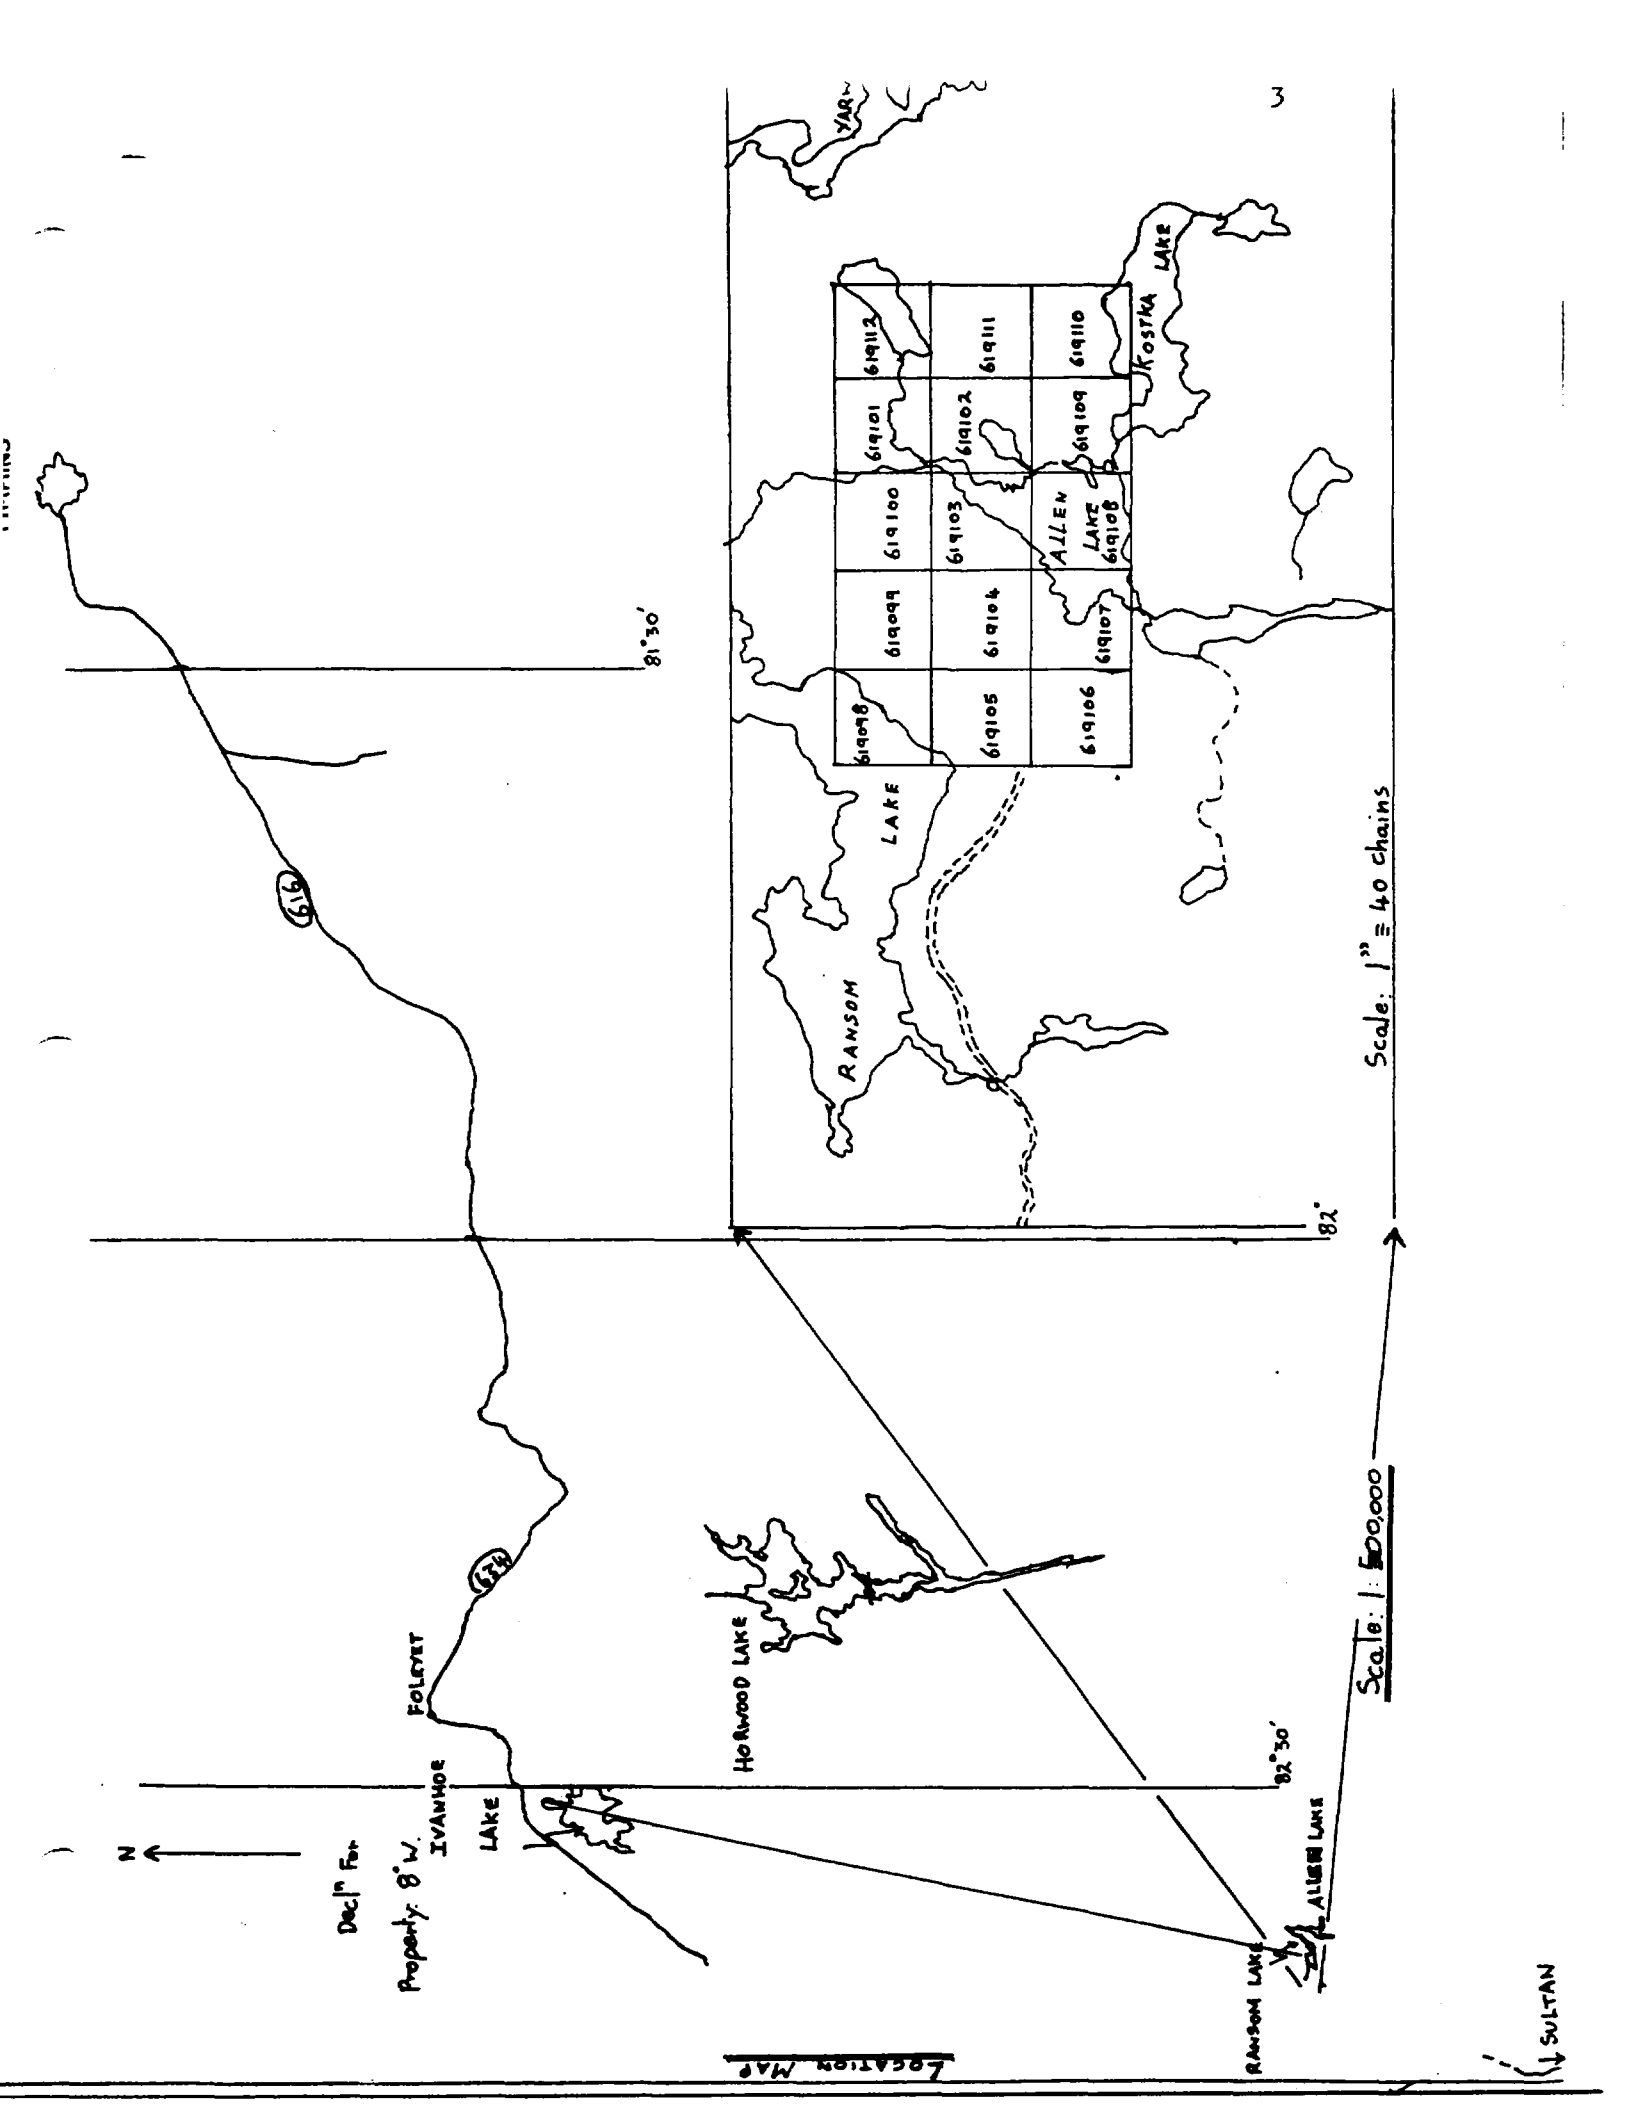 N
Decl" For
Property: 8° W.
IVANHOE
LAKE
FOLEYET
634
616
81°30'
82°
82°30'
HORWOOD LAKE
RANSOM LAKE
ALLEN LAKE
SULTAN
Scale: 1:500,000
Scale: 1" = 40 chains
LOCATION MAP
RANSOM
LAKE
619098
619099
619100
619101
619112
619105
619104
619103
619102
619111
619106
619107
ALLEN
LAKE
619108
619109
619110
KOSTKA
LAKE
3